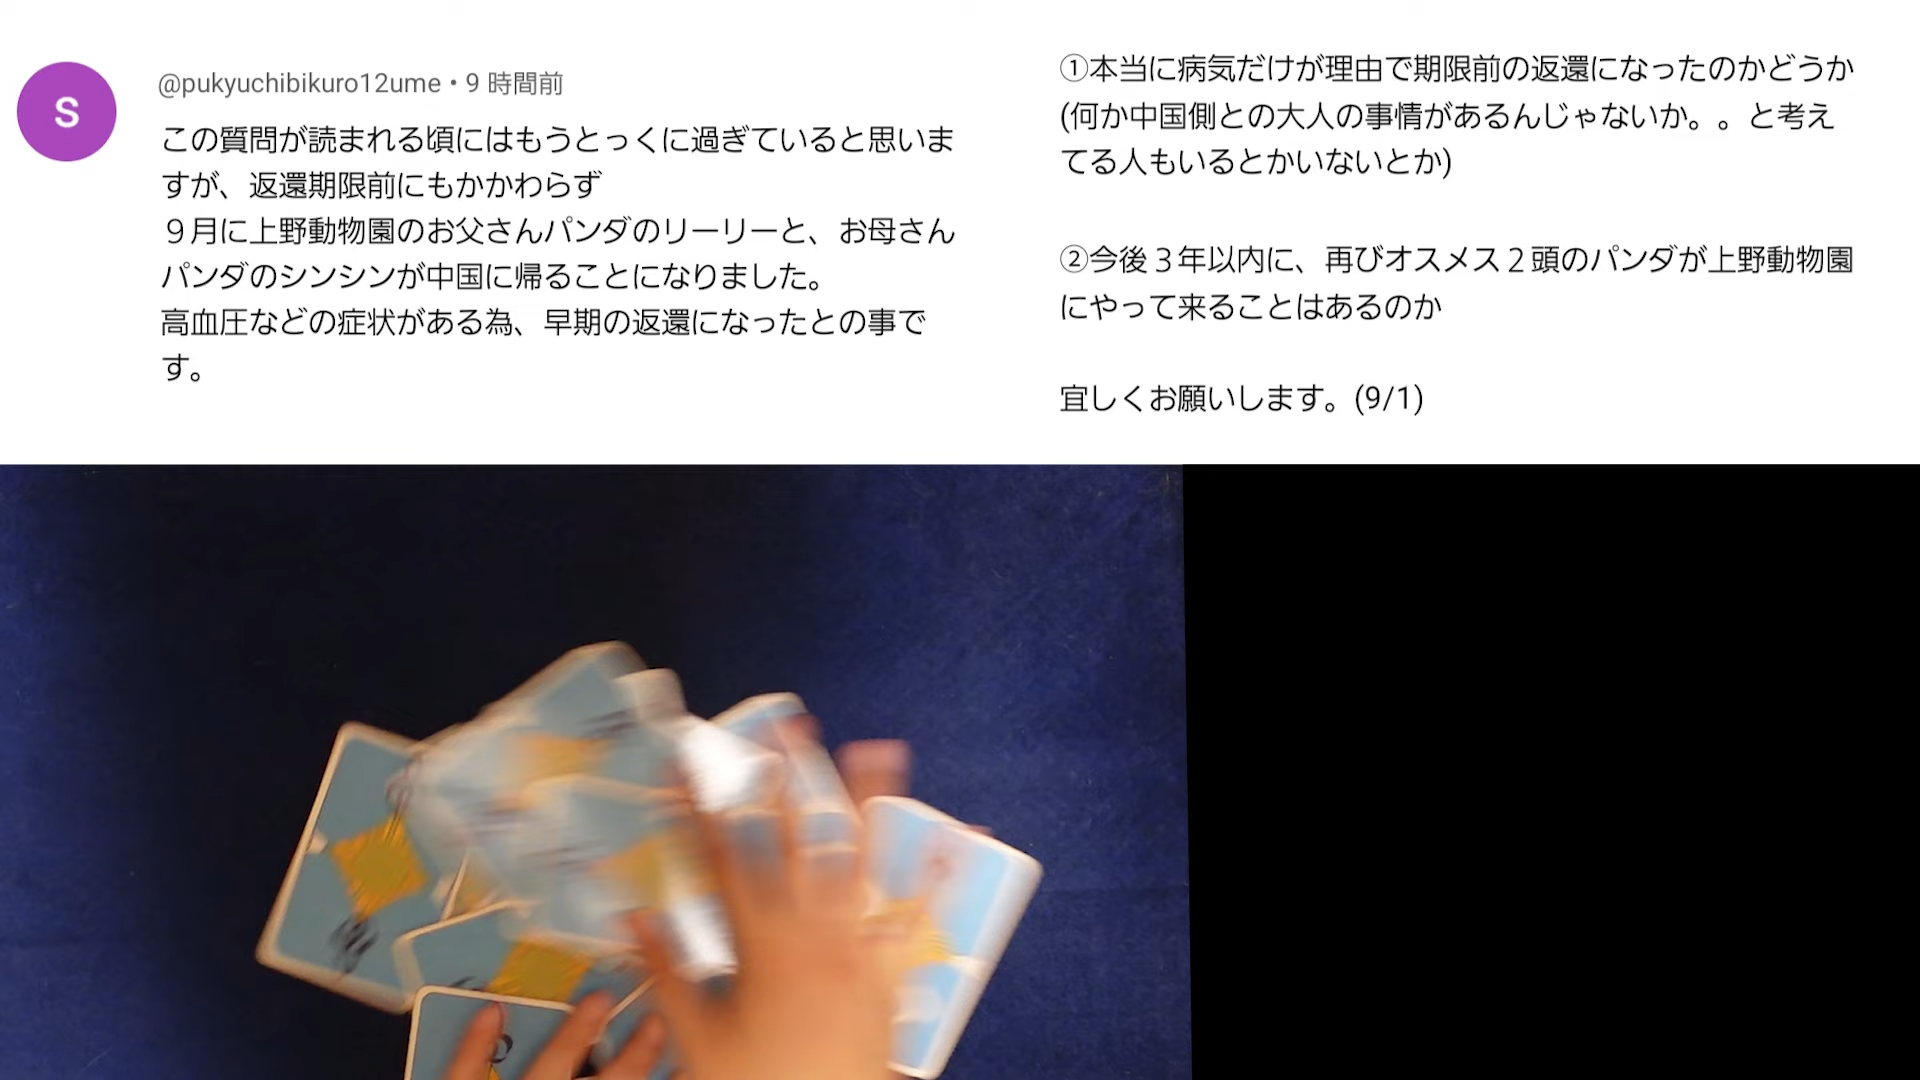 S
@pukyuchibikuro12ume • 9 時間前
この質問が読まれる頃にはもうとっくに過ぎていると思いま
すが、返還期限前にもかかわらず
９月に上野動物園のお父さんパンダのリーリーと、お母さん
パンダのシンシンが中国に帰ることになりました。
高血圧などの症状がある為、早期の返還になったとの事で
す。
①本当に病気だけが理由で期限前の返還になったのかどうか
(何か中国側との大人の事情があるんじゃないか。。と考え
てる人もいるとかいないとか)
②今後３年以内に、再びオスメス２頭のパンダが上野動物園
にやって来ることはあるのか
宜しくお願いします。(9/1)